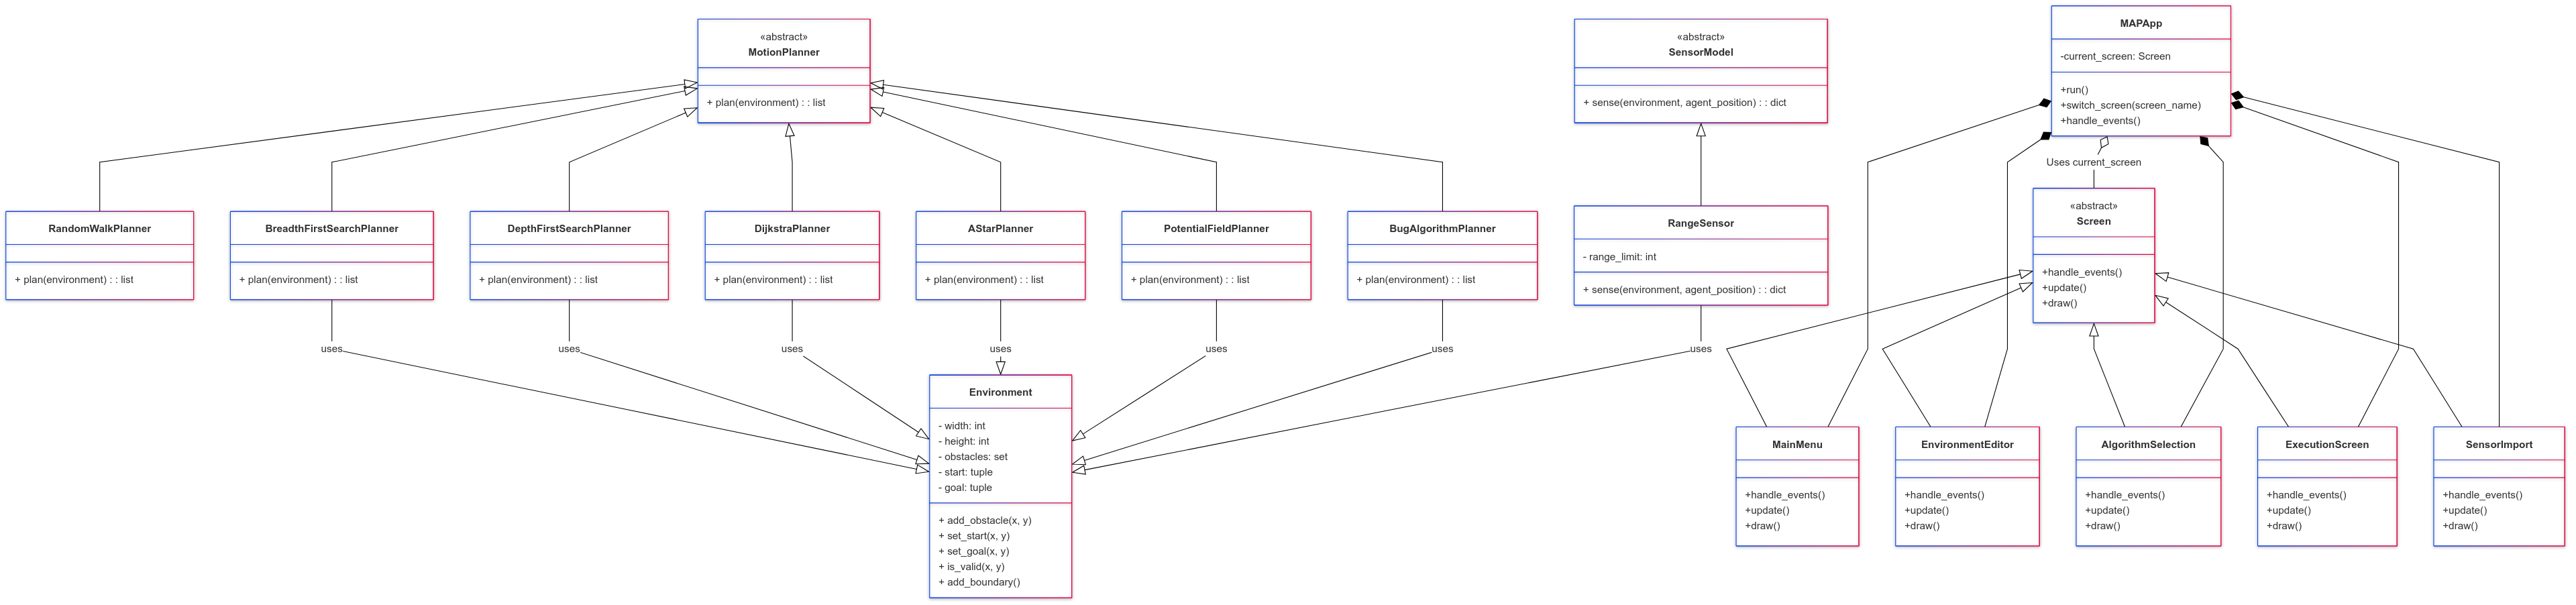 «abstract»
MotionPlanner
+ plan(environment) : : list
«abstract»
SensorModel
+ sense(environment, agent_position) : : dict
MAPApp
-current_screen: Screen
+run()
+switch_screen(screen_name)
+handle_events()
Uses current_screen
RandomWalkPlanner
+ plan(environment) : : list
BreadthFirstSearchPlanner
+ plan(environment) : : list
DepthFirstSearchPlanner
+ plan(environment) : : list
DijkstraPlanner
+ plan(environment) : : list
AStarPlanner
+ plan(environment) : : list
PotentialFieldPlanner
+ plan(environment) : : list
BugAlgorithmPlanner
+ plan(environment) : : list
RangeSensor
- range_limit: int
+ sense(environment, agent_position) : : dict
«abstract»
Screen
+handle_events()
+update()
+draw()
uses
uses
uses
uses
uses
uses
uses
Environment
- width: int
- height: int
- obstacles: set
- start: tuple
- goal: tuple
+ add_obstacle(x, y)
+ set_start(x, y)
+ set_goal(x, y)
+ is_valid(x, y)
+ add_boundary()
MainMenu
+handle_events()
+update()
+draw()
EnvironmentEditor
+handle_events()
+update()
+draw()
AlgorithmSelection
+handle_events()
+update()
+draw()
ExecutionScreen
+handle_events()
+update()
+draw()
SensorImport
+handle_events()
+update()
+draw()